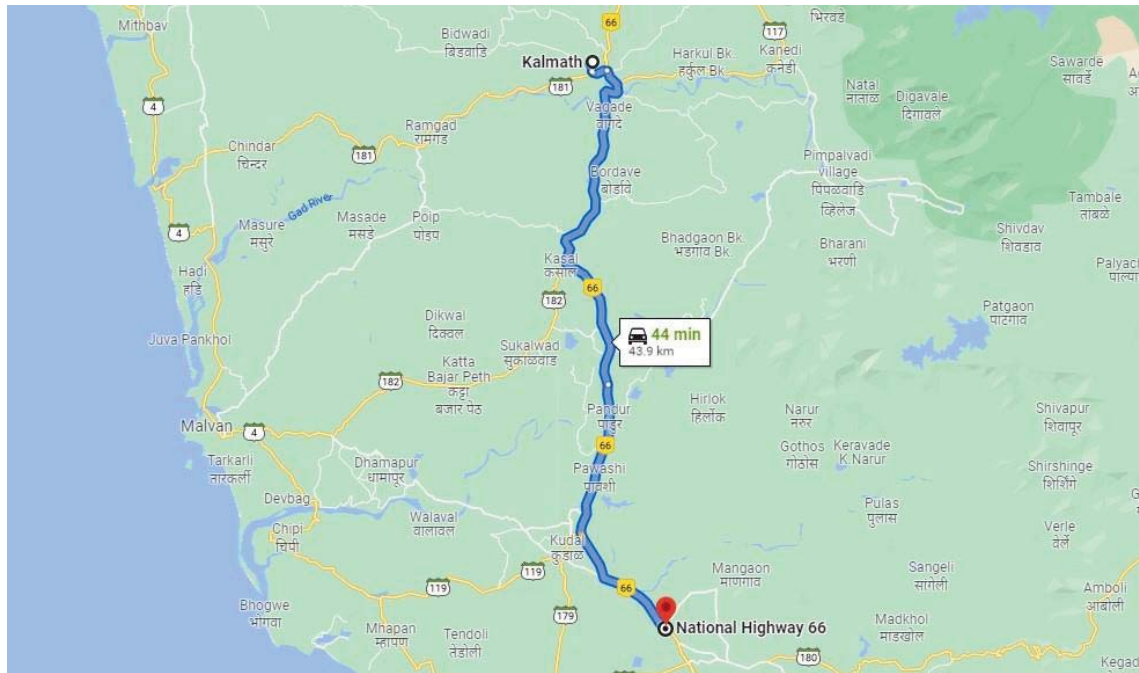 Mithbav
Bidwadi
बिडवाडि
66
भिरवडे
117
Kanedi
कनेडी
Harkul Bk.
हर्कुल Bk.
Kalmath
Sawarde
सावर्डे
181
4
Natal
नाताळ
Digavale
दिगावले
Vagade
वागदे
Ramgad
रामगड
Chindar
चिन्दर
181
Pimpalvadi
village
पिंपळवाडि
व्हिलेज
Bordave
बोर्डावे
Tambale
तांबळे
Gad River
Masure
मसुरे
Masade
मसडे
Poip
पोइप
4
Shivdav
शिवडाव
Bhadgaon Bk.
भडगाव Bk.
Bharani
भरणी
Kasal
कसाल
Hadi
हडि
66
182
Palyach
पाल्या
Patgaon
पाटगाव
Dikwal
दिक्वल
44 min
43.9 km
Juva Pankhol
Sukalwad
सुकाळवाड
Katta
Bajar Peth
कट्टा
बजार पेठ
182
Hirlok
हिर्लोक
Narur
नरुर
Shivapur
शिवापूर
Pandur
पांडुर
Malvan
4
66
Gothos
गोठोस
Keravade
K.Narur
Tarkarli
तारकर्ली
Dhamapur
धामापूर
Pawashi
पावशी
Shirshinge
शिर्शिंगे
Devbag
Pulas
पुलास
Walaval
वालावल
Chipi
चिपी
Verle
वेर्ले
Kudal
कुडाळ
119
119
66
Mangaon
माणगाव
Sangeli
सांगेली
Amboli
आंबोली
Bhogwe
भोगवा
179
National Highway 66
Madkhol
माडखोल
Mhapan
म्हापण
Tendoli
तेंडोली
180
Kegad